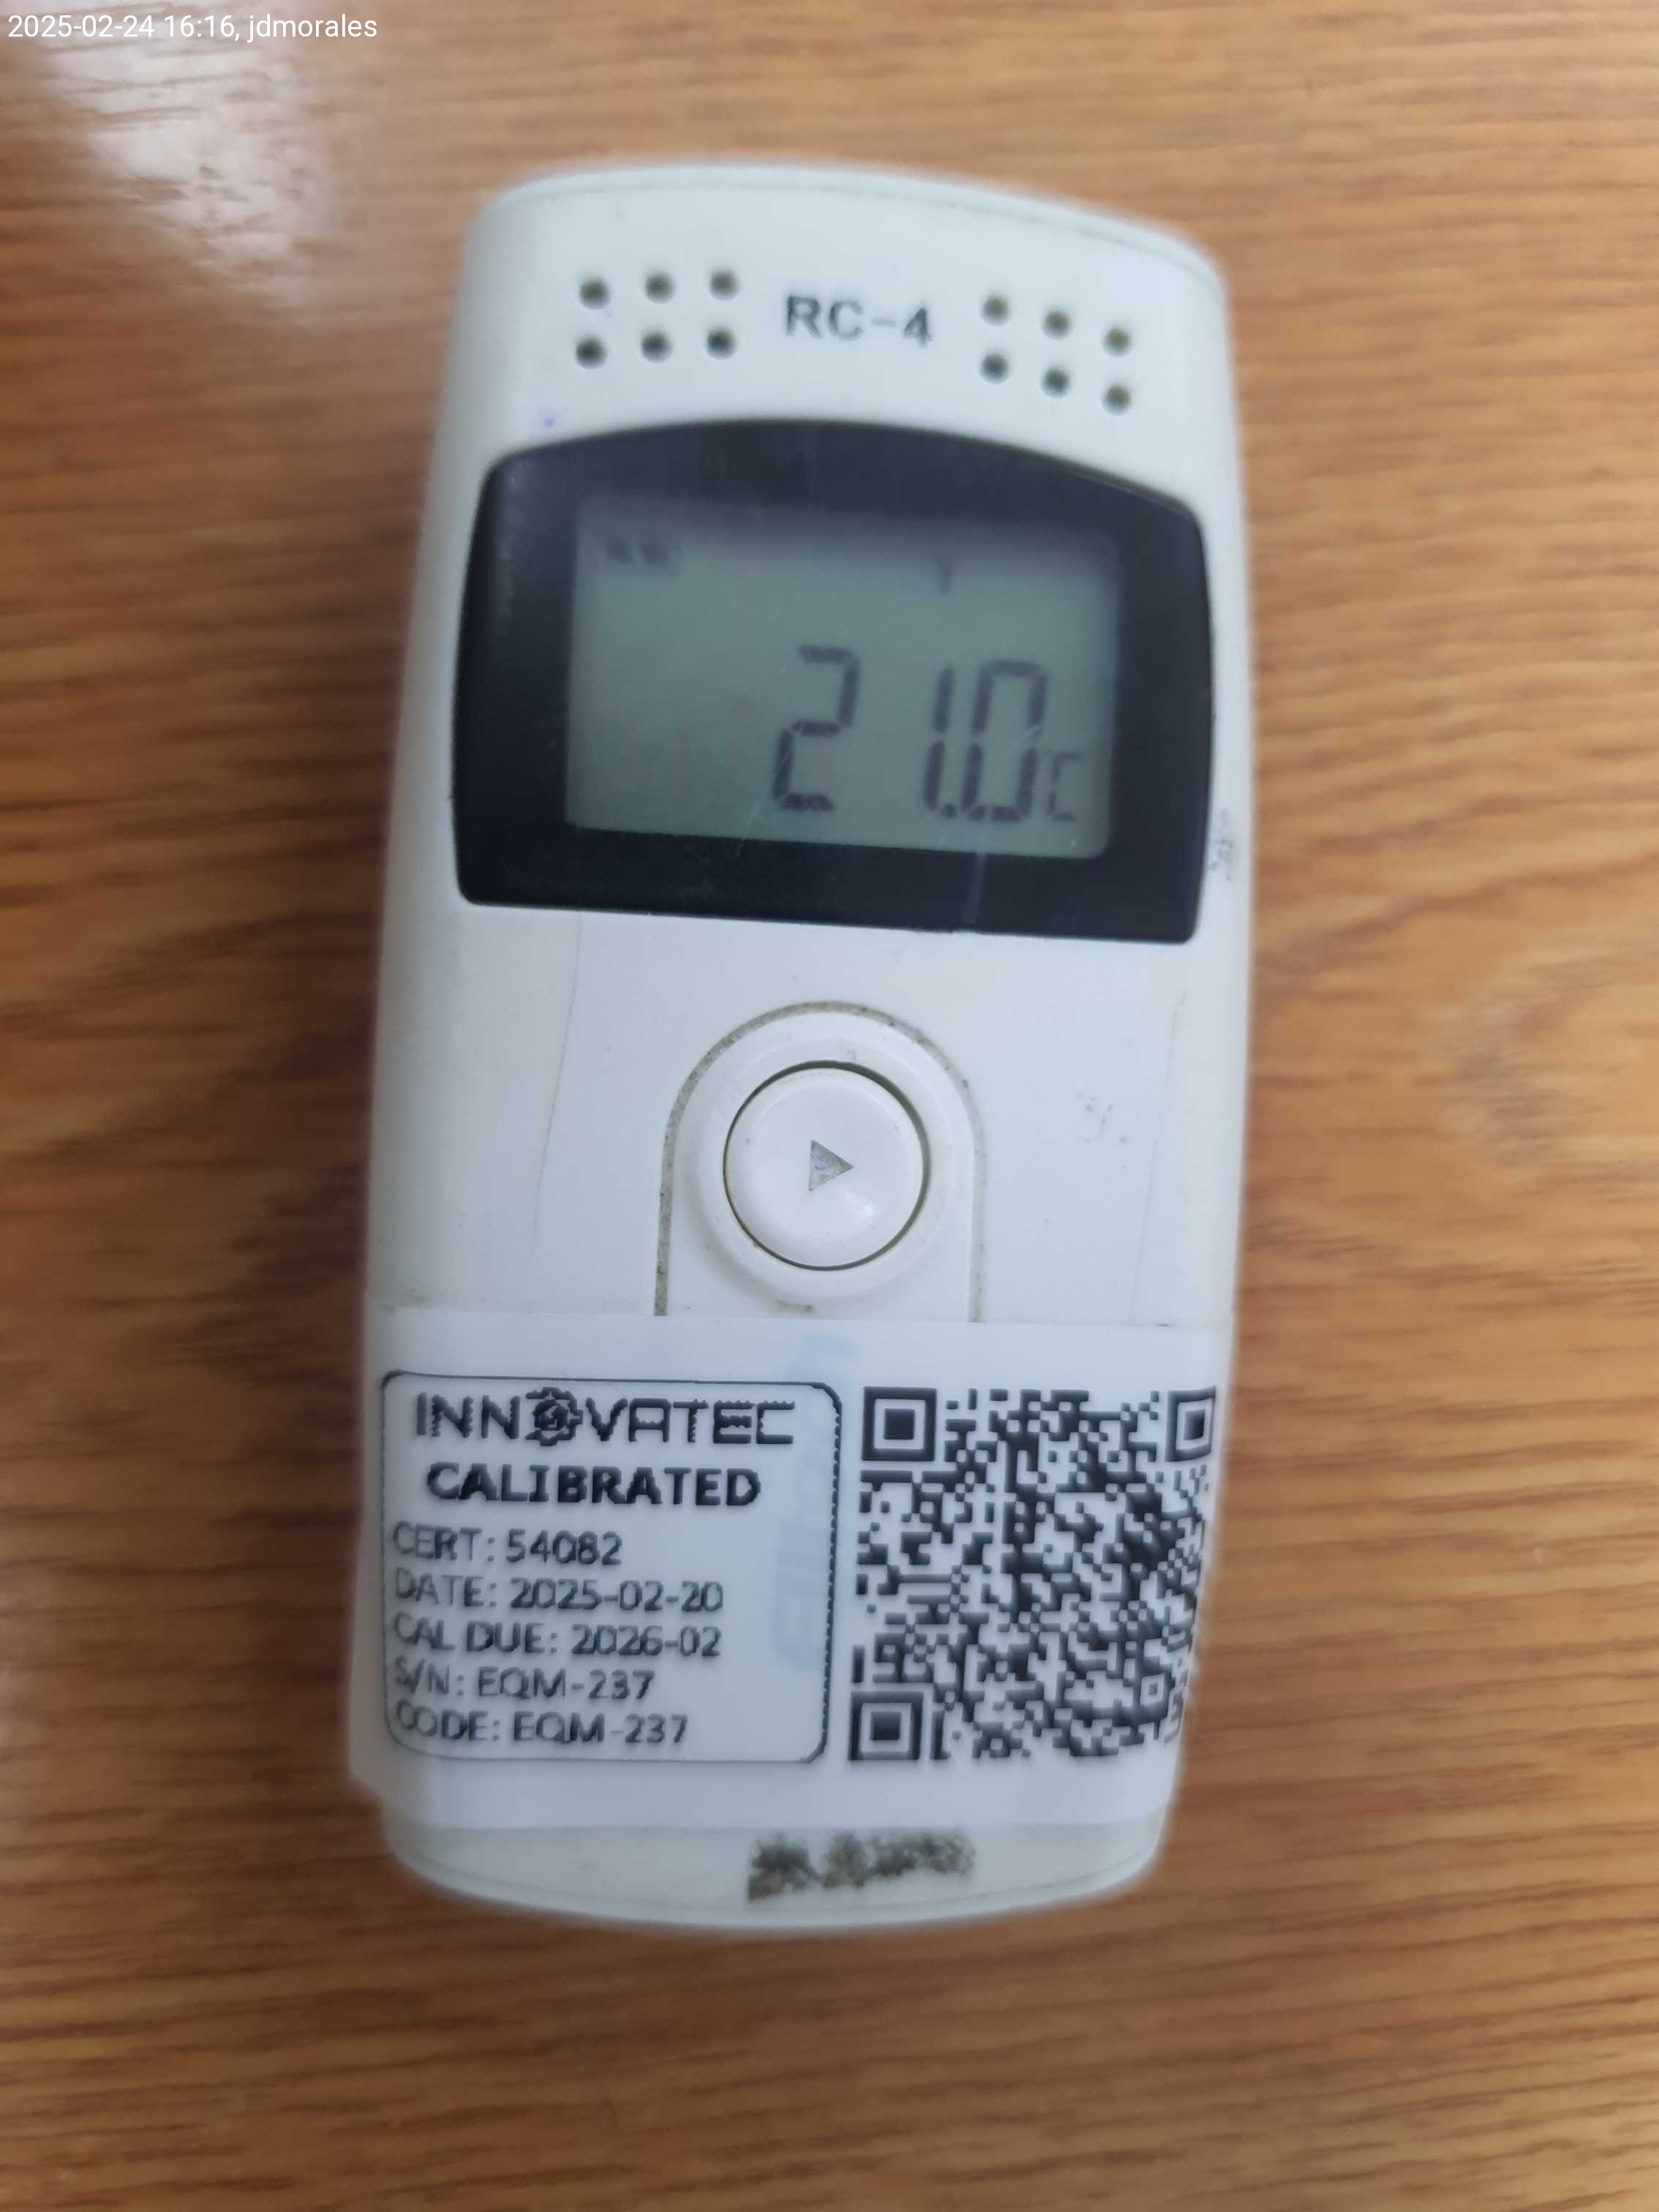 2025-02-24 16:16, jdmorales
RC-4
21.0
C
INNOVATEC
CALIBRATED
CERT: 54082
DATE: 2025-02-20
CAL DUE: 2026-02
S/N: EQM-237
CODE: EQM-237